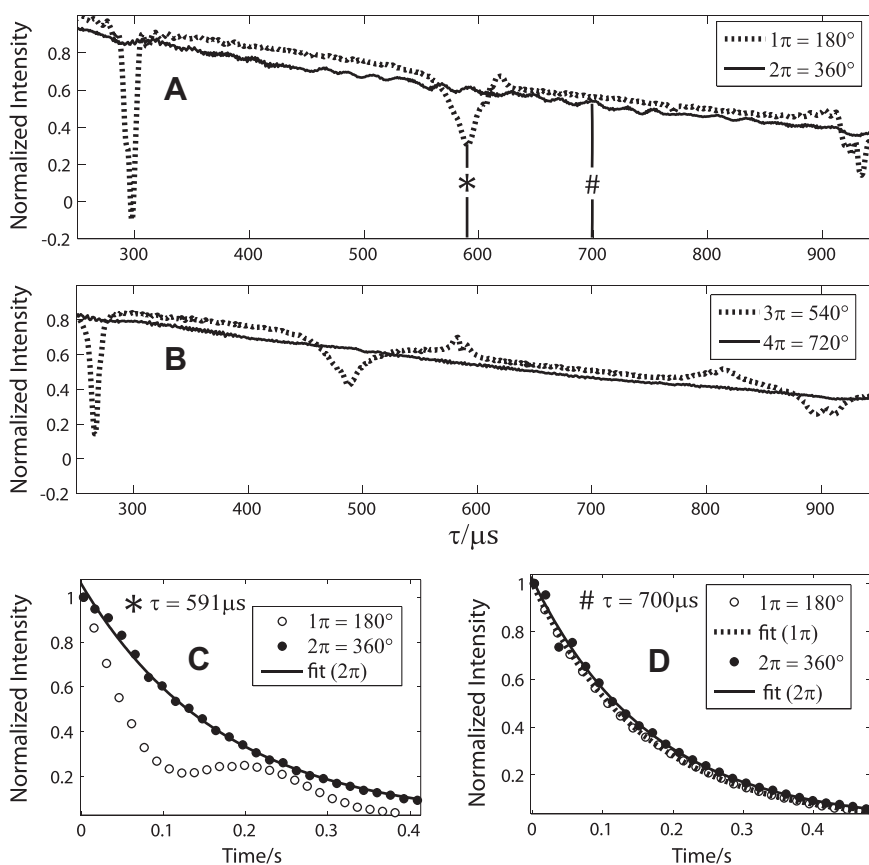 Normalized Intensity
0.8
0.6
0.4
0.2
0
-0.2
A
1π = 180°
2π = 360°
*
#
300 400 500 600 700 800 900
Normalized Intensity
0.8
0.6
0.4
0.2
0
-0.2
B
3π = 540°
4π = 720°
300 400 500 600 700 800 900
τ/μs
Normalized Intensity
1
0.8
0.6
0.4
0.2
* τ = 591μs
1π = 180°
2π = 360°
fit (2π)
C
0 0.1 0.2 0.3 0.4
Time/s
Normalized Intensity
1
0.8
0.6
0.4
0.2
# τ = 700μs
1π = 180°
fit (1π)
2π = 360°
fit (2π)
D
0 0.1 0.2 0.3 0.4
Time/s